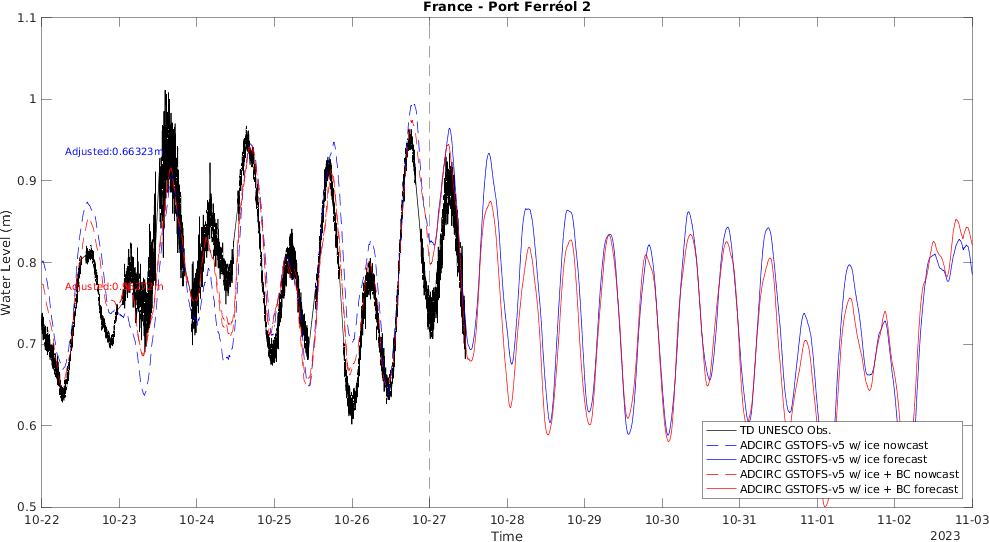 France - Port Ferréol 2
1.1
1
0.9
0.8
0.7
0.6
0.5
Water Level (m)
Adjusted:0.66323m
TD UNESCO Obs.
ADCIRC GSTOFS-v5 w/ ice nowcast
ADCIRC GSTOFS-v5 w/ ice forecast
ADCIRC GSTOFS-v5 w/ ice + BC nowcast
ADCIRC GSTOFS-v5 w/ ice + BC forecast
10-22 10-23 10-24 10-25 10-26 10-27 10-28 10-29 10-30 10-31 11-01 11-02 11-03
Time
2023